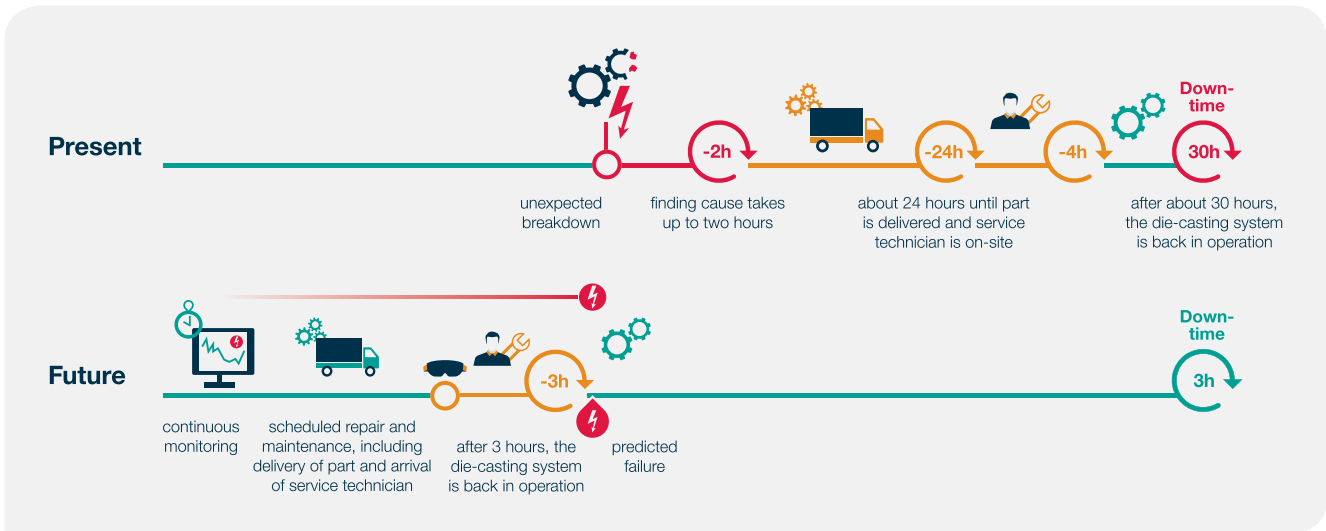 Present
-2h
-24h
-4h
Down-
time
30h
unexpected
breakdown
finding cause takes
up to two hours
about 24 hours until part
is delivered and service
technician is on-site
after about 30 hours,
the die-casting system
is back in operation
Future
-3h
Down-
time
3h
continuous
monitoring
scheduled repair and
maintenance, including
delivery of part and arrival
of service technician
after 3 hours, the
die-casting system
is back in operation
predicted
failure